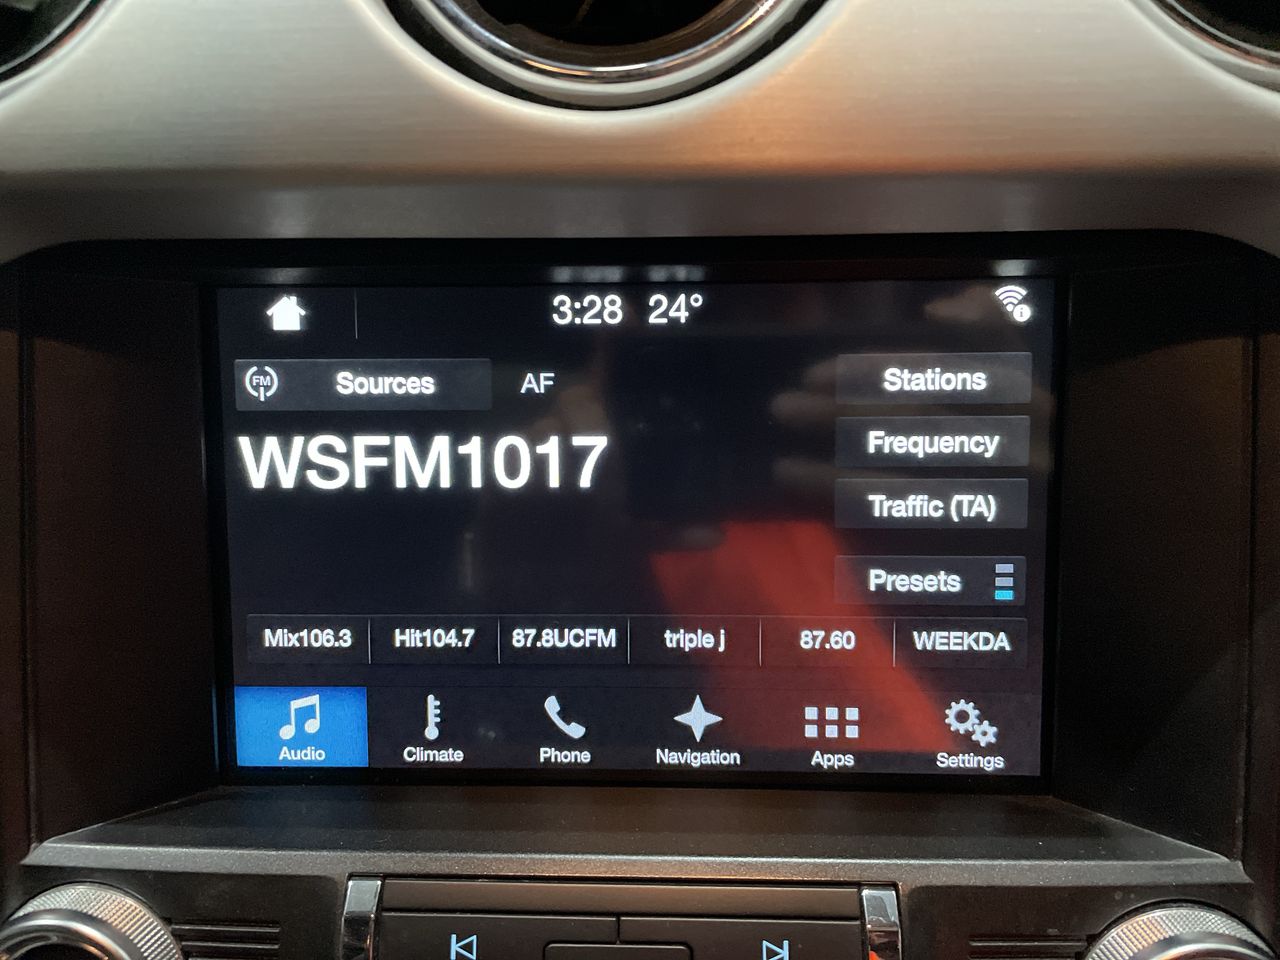 3:28 24°
FM Sources AF Stations
WSFM1017
Frequency
Traffic (TA)
Presets
Mix106.3 Hit104.7 87.8UCFM triple j 87.60 WEEKDA
Audio Climate Phone Navigation Apps Settings